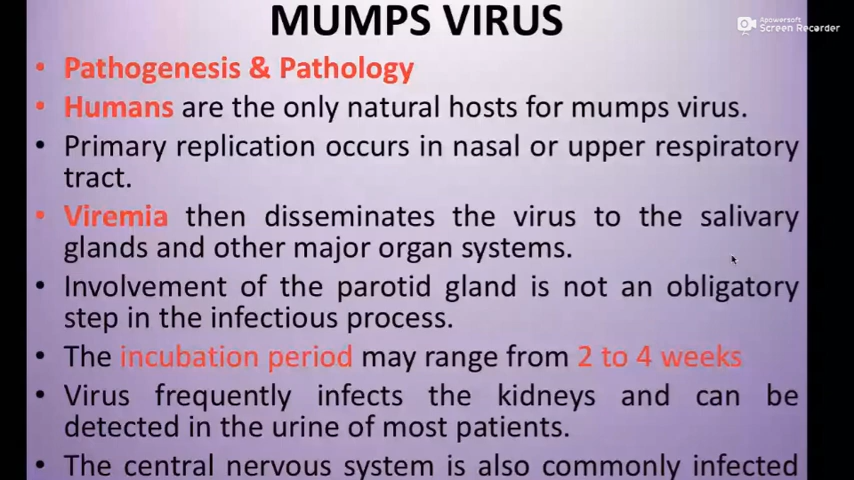 MUMPS VIRUS
Apowersoft
Screen Recorder
• Pathogenesis & Pathology
• Humans are the only natural hosts for mumps virus.
• Primary replication occurs in nasal or upper respiratory
tract.
• Viremia then disseminates the virus to the salivary
glands and other major organ systems.
• Involvement of the parotid gland is not an obligatory
step in the infectious process.
• The incubation period may range from 2 to 4 weeks
• Virus frequently infects the kidneys and can be
detected in the urine of most patients.
• The central nervous system is also commonly infected